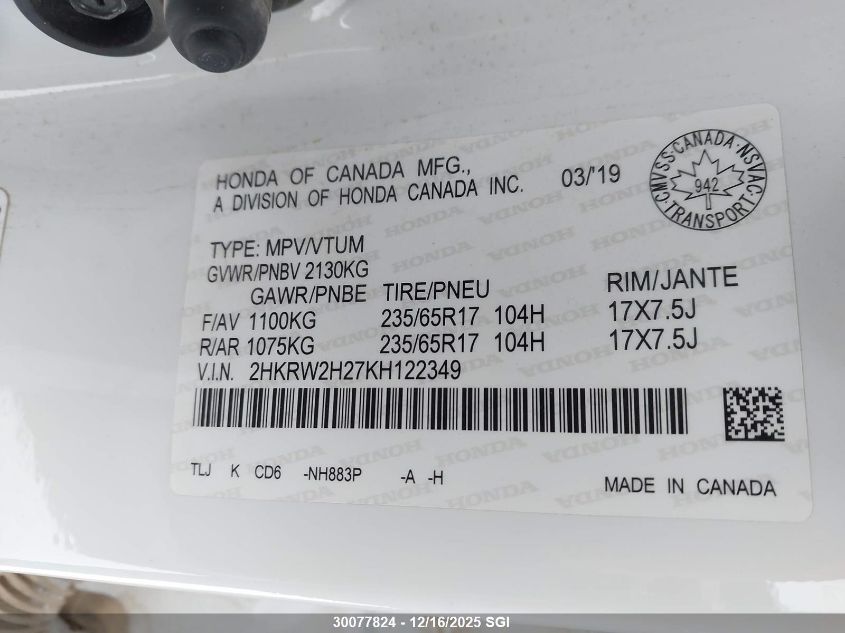 HONDA OF CANADA MFG.,
A DIVISION OF HONDA CANADA INC.
03/'19
CMVSS·CANADA·NSVAC
942
TRANSPORT
TYPE: MPV/VTUM
GVWR/PNBV 2130KG
GAWR/PNBE TIRE/PNEU RIM/JANTE
F/AV 1100KG 235/65R17 104H 17X7.5J
R/AR 1075KG 235/65R17 104H 17X7.5J
V.I.N. 2HKRW2H27KH122349
TLJ K CD6 -NH883P -A -H
MADE IN CANADA
30077824 - 12/16/2025 SGI